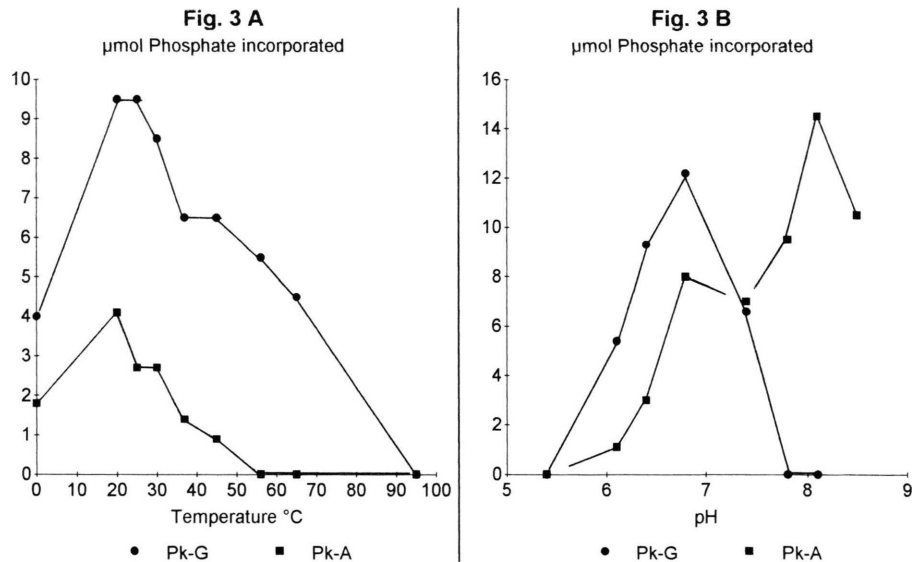 Fig. 3 A
µmol Phosphate incorporated
10
9
8
7
6
5
4
3
2
1
0
0 10 20 30 40 50 60 70 80 90 100
Temperature °C
Pk-G Pk-A
Fig. 3 B
µmol Phosphate incorporated
16
14
12
10
8
6
4
2
0
5 6 7 8 9
pH
Pk-G Pk-A